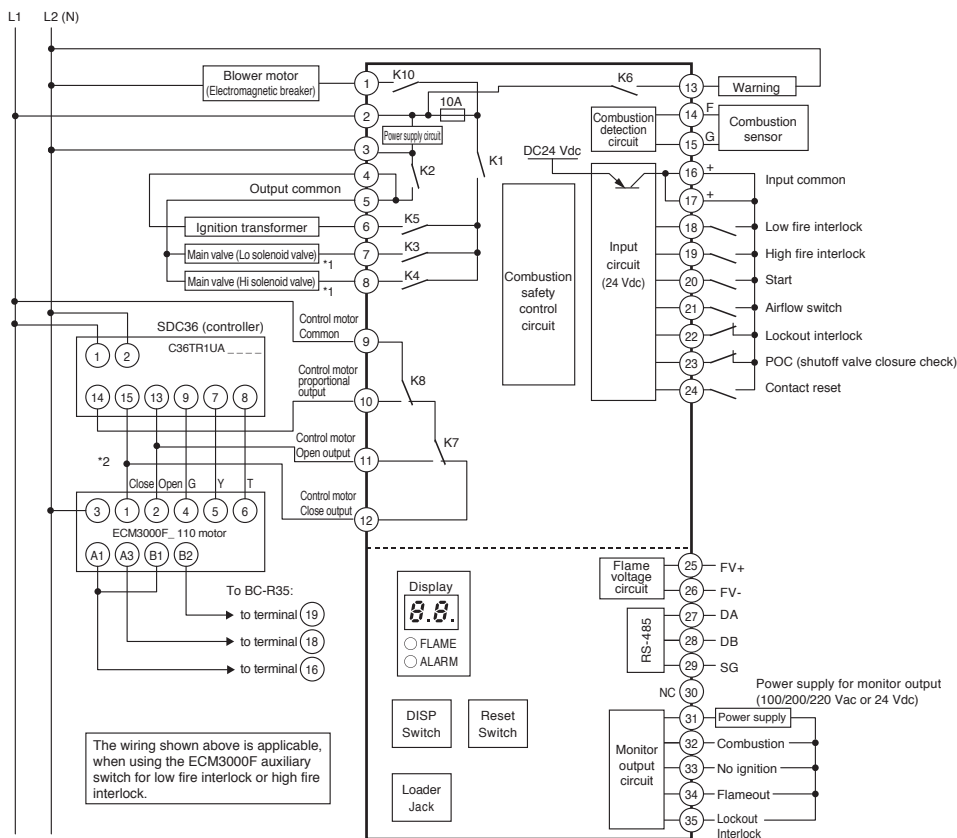 L1 L2 (N)
Blower motor
(Electromagnetic breaker)
1 K10
K6
13 Warning
10A
2
Power supply circuit
3
Combustion
detection
circuit
14 F
15 G
Combustion
sensor
DC24 Vdc
K1
K2
4
Output common
5
16 +
17 +
Input common
Ignition transformer 6 K5
Main valve (Lo solenoid valve) *1 7 K3
Main valve (Hi solenoid valve) *1 8 K4
Combustion
safety
control
circuit
Input
circuit
(24 Vdc)
18 Low fire interlock
19 High fire interlock
20 Start
21 Airflow switch
22 Lockout interlock
23 POC (shutoff valve closure check)
24 Contact reset
Control motor
Common
9
SDC36 (controller)
1 2 C36TR1UA _ _ _ _
14 15 13 9 7 8
Control motor
proportional
output
10 K8
Control motor
Open output
11 K7
*2
Close Open G Y T
Control motor
Close output
12
3 1 2 4 5 6
ECM3000F_ 110 motor
A1 A3 B1 B2
To BC-R35:
to terminal 19
to terminal 18
to terminal 16
Display
8.8.
FLAME
ALARM
DISP
Switch
Reset
Switch
Loader
Jack
Flame
voltage
circuit
25 FV+
26 FV-
RS-485
27 DA
28 DB
29 SG
NC 30
Power supply for monitor output
(100/200/220 Vac or 24 Vdc)
Monitor
output
circuit
31 Power supply
32 Combustion
33 No ignition
34 Flameout
35 Lockout
Interlock
The wiring shown above is applicable,
when using the ECM3000F auxiliary
switch for low fire interlock or high fire
interlock.